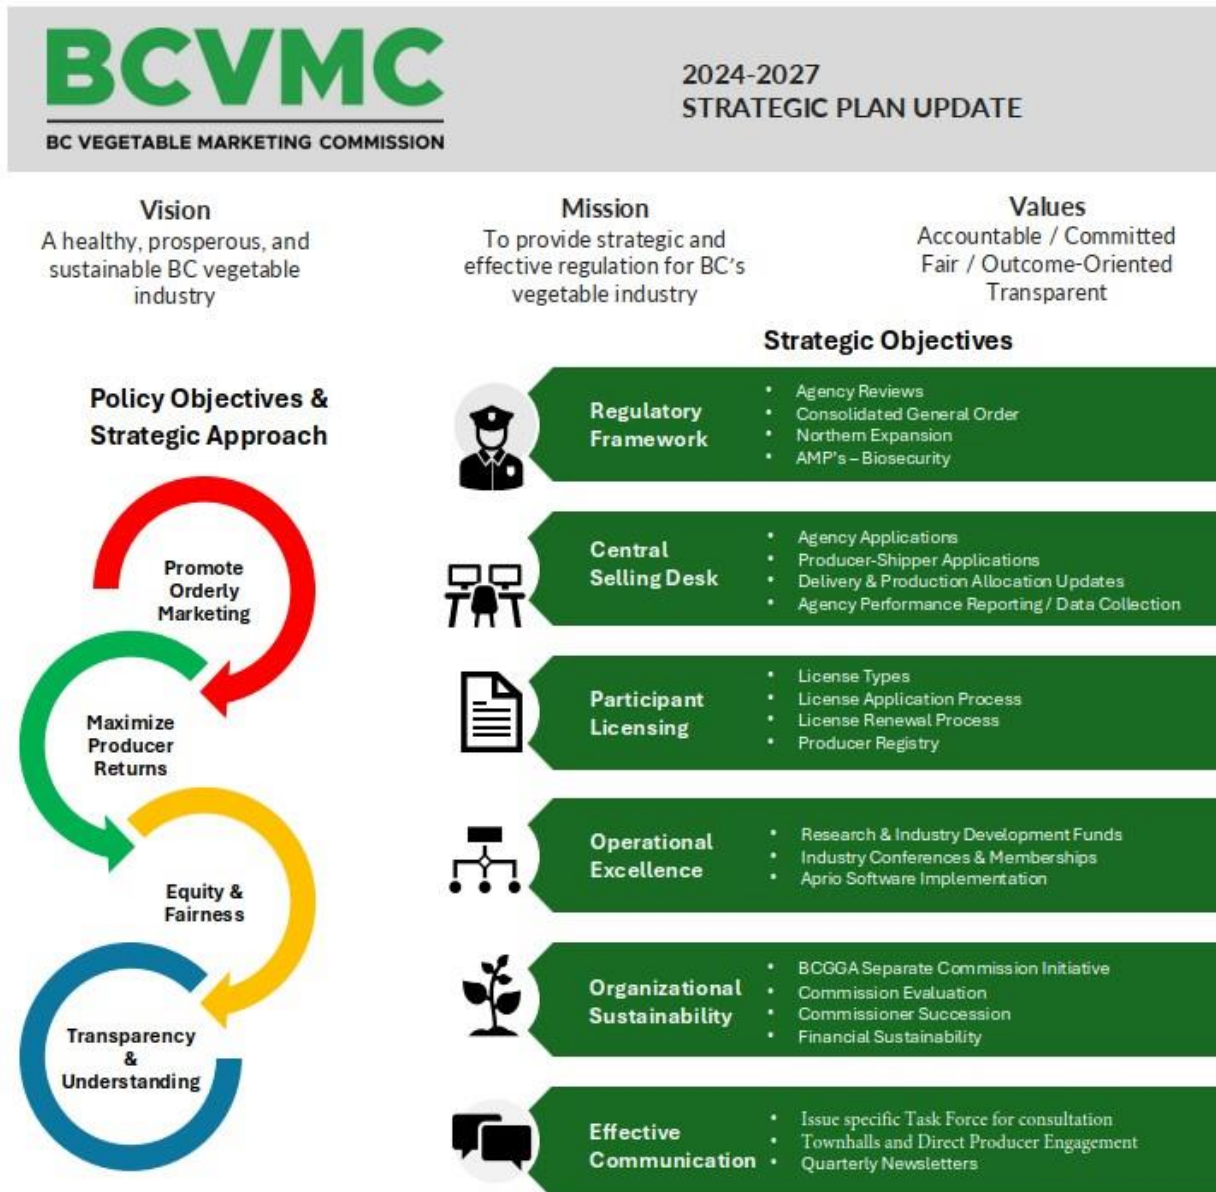 BCVMC
BC VEGETABLE MARKETING COMMISSION
2024-2027
STRATEGIC PLAN UPDATE
Vision
A healthy, prosperous, and
sustainable BC vegetable
industry
Mission
To provide strategic and
effective regulation for BC's
vegetable industry
Values
Accountable / Committed
Fair / Outcome-Oriented
Transparent
Policy Objectives &
Strategic Approach
Promote
Orderly
Marketing
Maximize
Producer
Returns
Equity &
Fairness
Transparency
&
Understanding
Strategic Objectives
Regulatory
Framework
• Agency Reviews
• Consolidated General Order
• Northern Expansion
• AMP's – Biosecurity
Central
Selling Desk
• Agency Applications
• Producer-Shipper Applications
• Delivery & Production Allocation Updates
• Agency Performance Reporting / Data Collection
Participant
Licensing
• License Types
• License Application Process
• License Renewal Process
• Producer Registry
Operational
Excellence
• Research & Industry Development Funds
• Industry Conferences & Memberships
• Aprio Software Implementation
Organizational
Sustainability
• BCGGA Separate Commission Initiative
• Commission Evaluation
• Commissioner Succession
• Financial Sustainability
Effective
Communication
• Issue specific Task Force for consultation
• Townhalls and Direct Producer Engagement
• Quarterly Newsletters